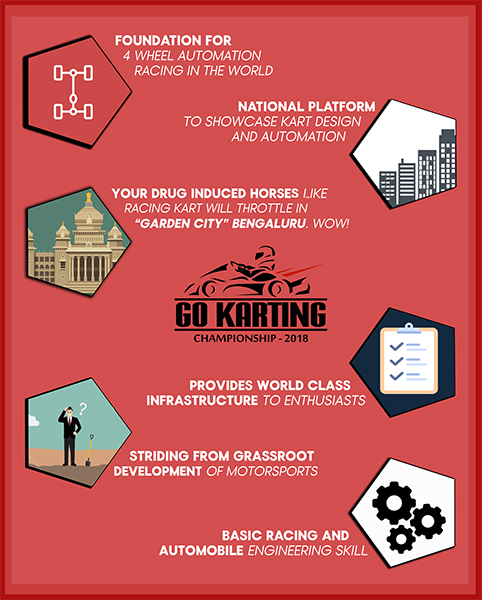 FOUNDATION FOR
4 WHEEL AUTOMATION
RACING IN THE WORLD
NATIONAL PLATFORM
TO SHOWCASE KART DESIGN
AND AUTOMATION
YOUR DRUG INDUCED HORSES LIKE
RACING KART WILL THROTTLE IN
“GARDEN CITY” BENGALURU. WOW!
GO KARTING
CHAMPIONSHIP - 2018
PROVIDES WORLD CLASS
INFRASTRUCTURE TO ENTHUSIASTS
?
STRIDING FROM GRASSROOT
DEVELOPMENT OF MOTORSPORTS
BASIC RACING AND
AUTOMOBILE ENGINEERING SKILL